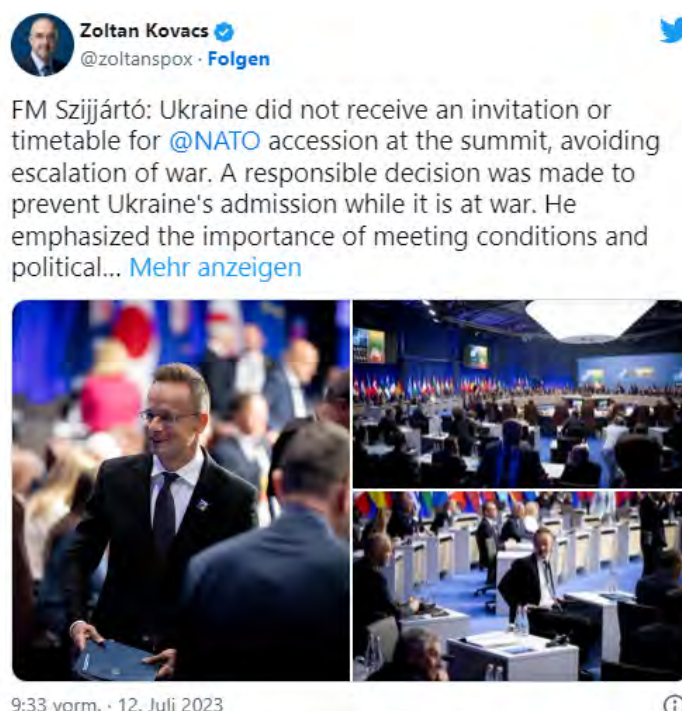 Zoltan Kovacs
@zoltanspox · Folgen
FM Szijjártó: Ukraine did not receive an invitation or
timetable for @NATO accession at the summit, avoiding
escalation of war. A responsible decision was made to
prevent Ukraine's admission while it is at war. He
emphasized the importance of meeting conditions and
political... Mehr anzeigen
9:33 vorm. · 12. Juli 2023